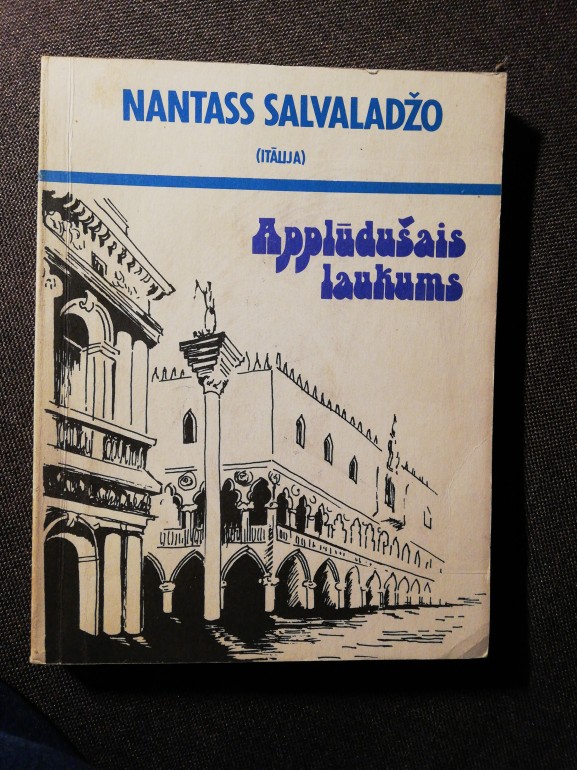 NANTASS SALVALADŽO
(ITĀLIJA)
Applūdušais
laukums